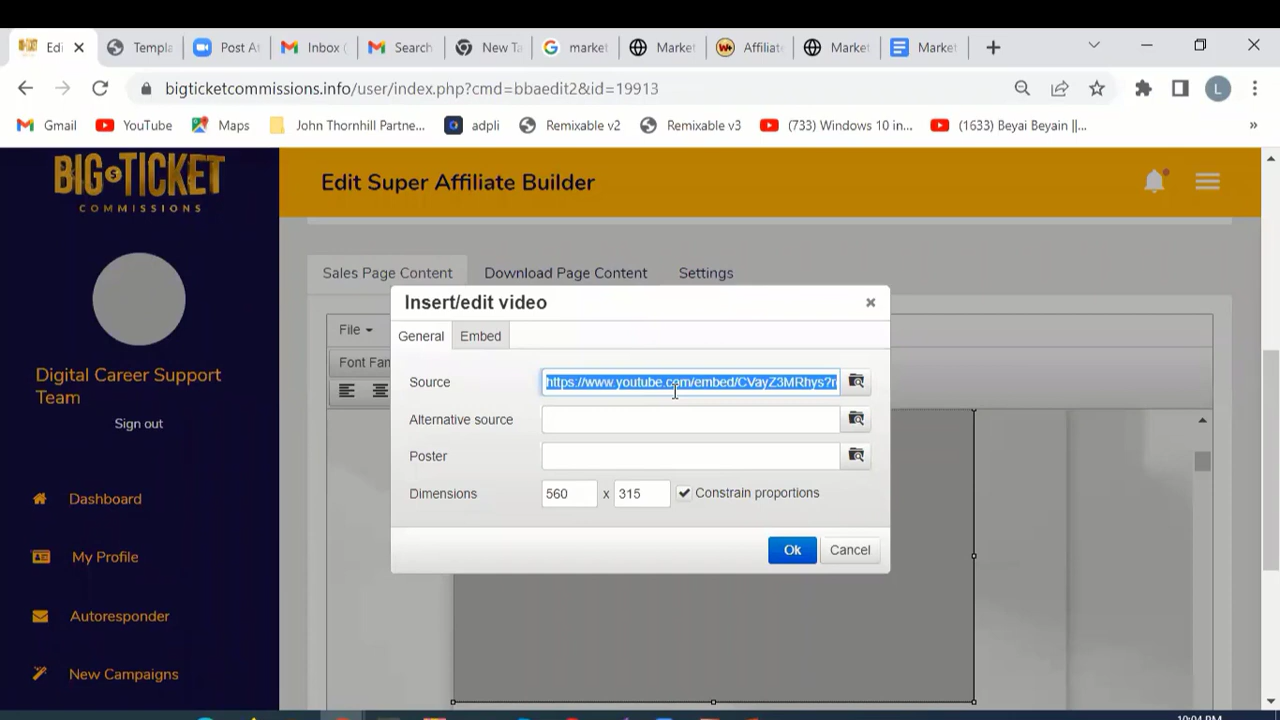 Edi
Templa
Post At
Inbox (
Search
New Ta
market
Market
Affiliate
Market
Market
bigticketcommissions.info/user/index.php?cmd=bbaedit2&id=19913
L
Gmail
YouTube
Maps
John Thornhill Partne...
adpli
Remixable v2
Remixable v3
(733) Windows 10 in...
(1633) Beyai Beyain ||...
»
BIG TICKET
COMMISSIONS
Edit Super Affiliate Builder
Digital Career Support
Team
Sign out
Dashboard
My Profile
Autoresponder
New Campaigns
Sales Page Content
Download Page Content
Settings
File
Font Fam
Insert/edit video
×
General
Embed
Source
https://www.youtube.com/embed/CVayZ3MRhys?r
Alternative source
Poster
Dimensions
560 x 315
Constrain proportions
Ok
Cancel
10:04 PM